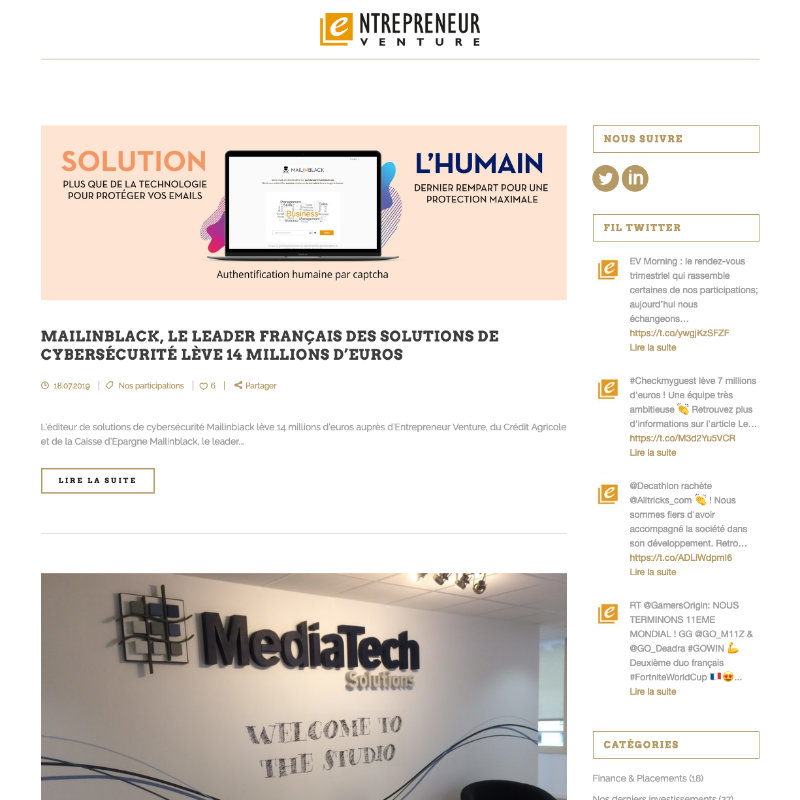 eNTREPRENEUR
VENTURE
SOLUTION
PLUS QUE DE LA TECHNOLOGIE
POUR PROTÉGER VOS EMAILS
MAILINBLACK
Business
L'HUMAIN
DERNIER REMPART POUR UNE
PROTECTION MAXIMALE
Authentification humaine par captcha
MAILINBLACK, LE LEADER FRANÇAIS DES SOLUTIONS DE
CYBERSÉCURITÉ LÈVE 14 MILLIONS D'EUROS
18.07.2019 | Nos participations | 6 | Partager
L'éditeur de solutions de cybersécurité Mailinblack lève 14 millions d'euros auprès d'Entrepreneur Venture, du Crédit Agricole
et de la Caisse d'Epargne Mailinblack, le leader...
LIRE LA SUITE
MediaTech
Solutions
WELCOME TO
THE STUDIO
NOUS SUIVRE
in
FIL TWITTER
EV Morning : le rendez-vous
trimestriel qui rassemble
certaines de nos participations;
aujourd'hui nous
échangeons…
https://t.co/ywgjKzSFZF
Lire la suite
#Checkmyguest lève 7 millions
d'euros ! Une équipe très
ambitieuse 👏 Retrouvez plus
d'informations sur l'article Le…
https://t.co/M3d2Yu5VCR
Lire la suite
@Decathlon rachète
@Alltricks_com 👏 ! Nous
sommes fiers d'avoir
accompagné la société dans
son développement. Retro…
https://t.co/ADLiWdpmI6
Lire la suite
RT @GamersOrigin: NOUS
TERMINONS 11EME
MONDIAL ! GG @GO_M11Z &
@GO_Deadra #GOWIN 💪
Deuxième duo français
#FortniteWorldCup 🇫🇷😍…
Lire la suite
CATÉGORIES
Finance & Placements (18)
Nos derniers investissements (27)